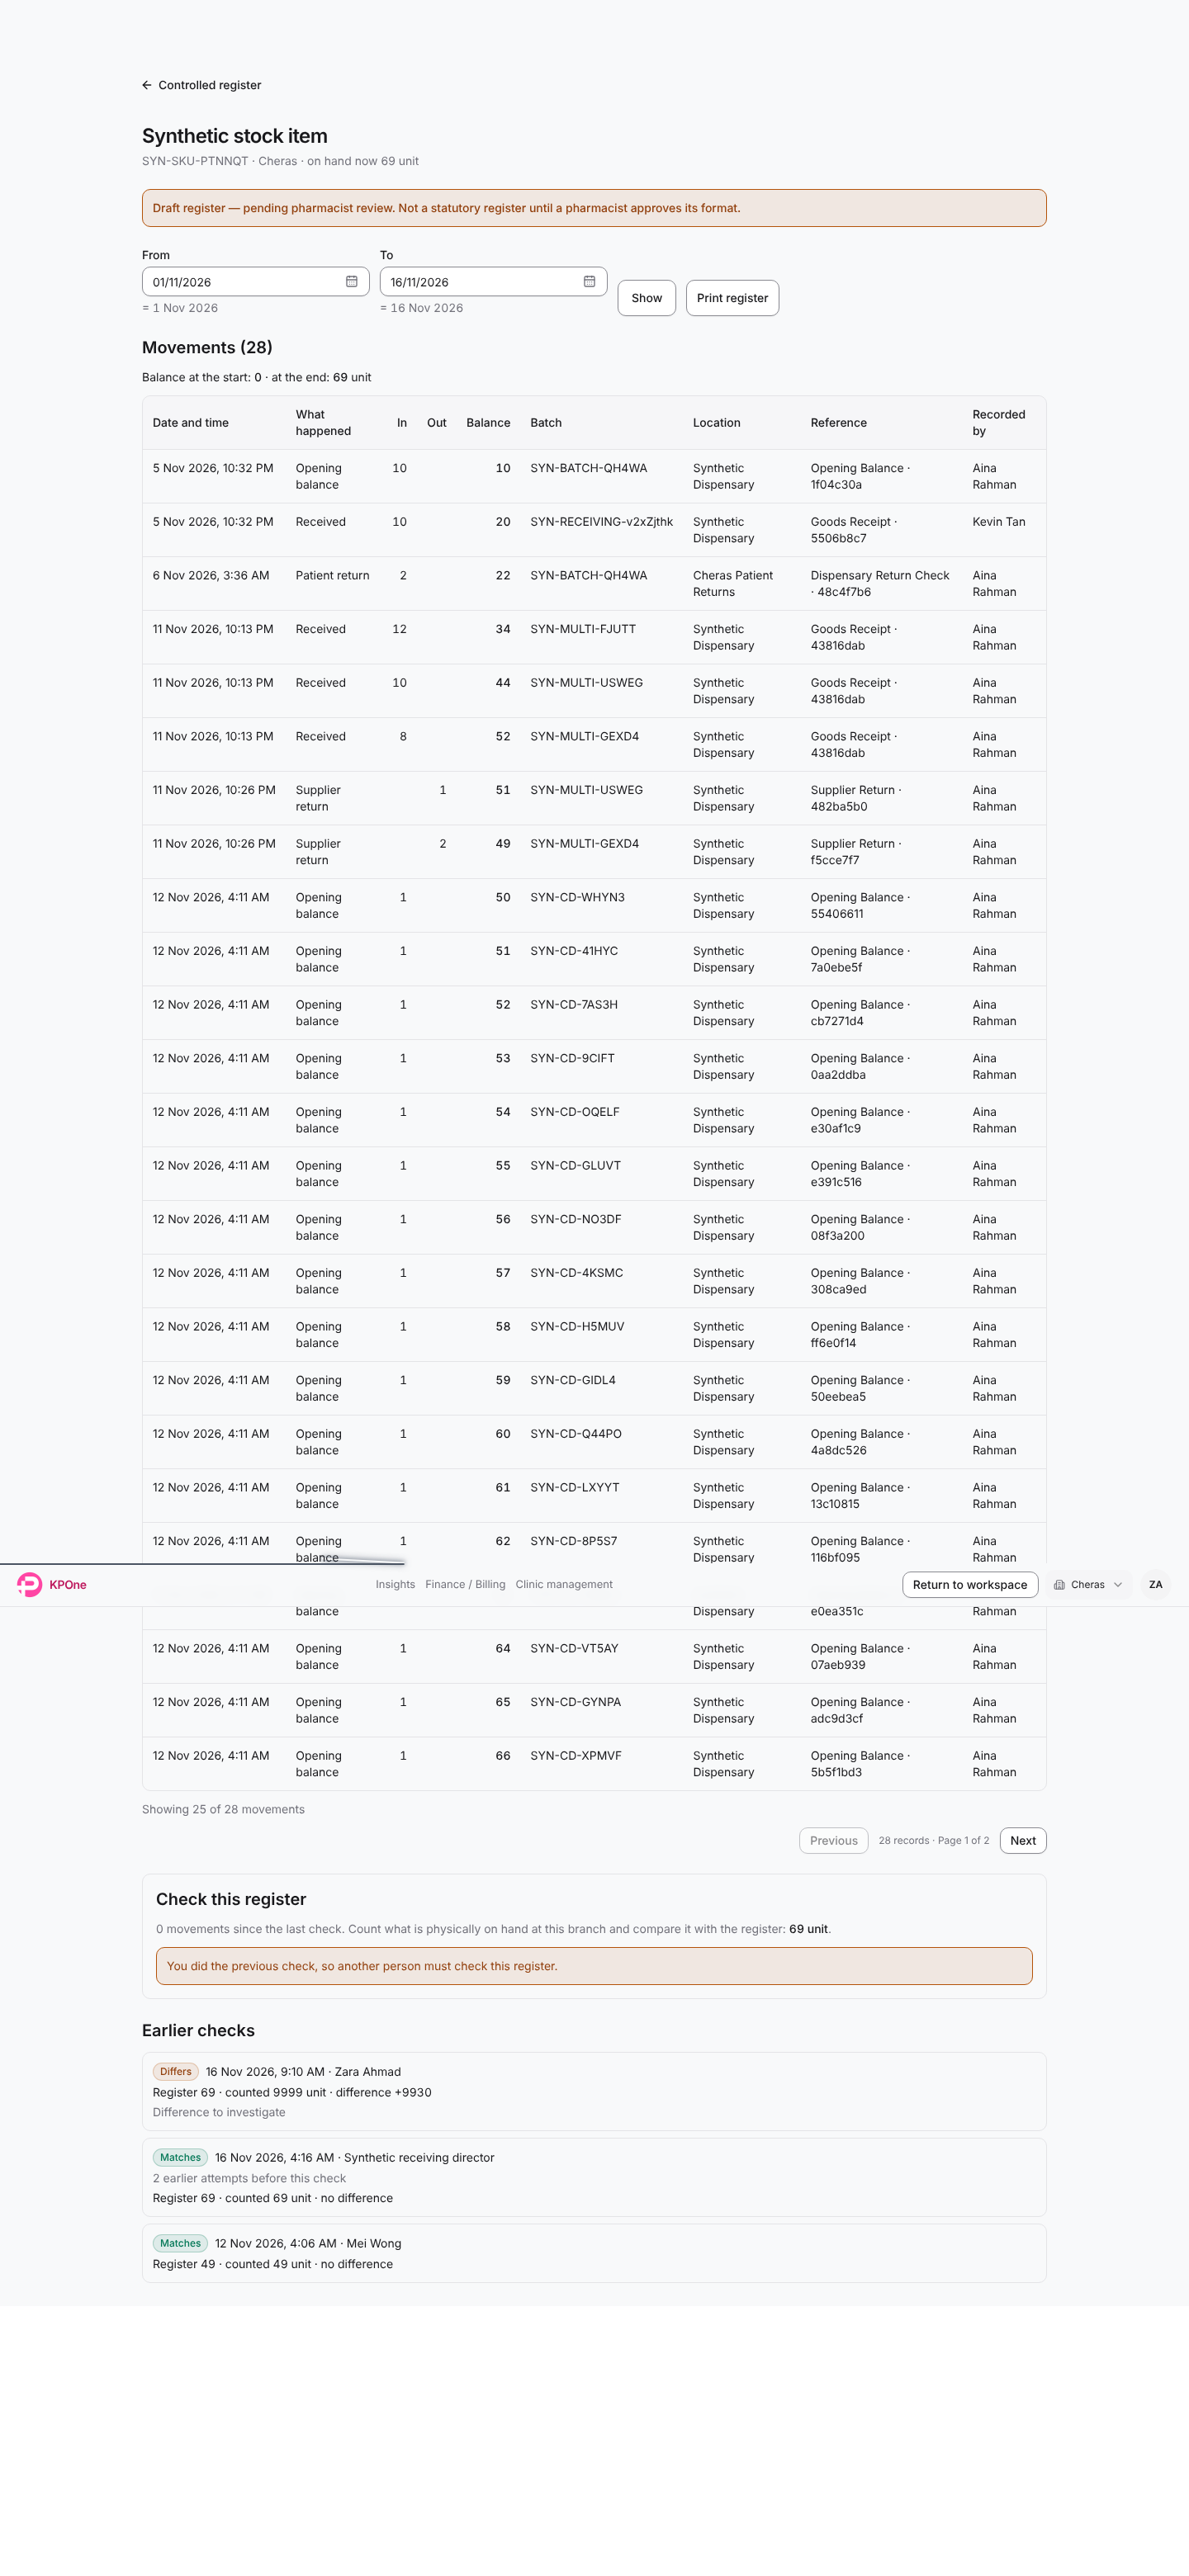 Controlled register
Synthetic stock item
SYN-SKU-PTNNQT · Cheras · on hand now 69 unit
Draft register — pending pharmacist review. Not a statutory register until a pharmacist approves its format.
From To
01/11/2026 16/11/2026 Show Print register
= 1 Nov 2026 = 16 Nov 2026
Movements (28)
Balance at the start: 0 · at the end: 69 unit
Date and time What happened In Out Balance Batch Location Reference Recorded by
5 Nov 2026, 10:32 PM Opening balance 10 10 SYN-BATCH-QH4WA Synthetic Dispensary Opening Balance · 1f04c30a Aina Rahman
5 Nov 2026, 10:32 PM Received 10 20 SYN-RECEIVING-v2xZjthk Synthetic Dispensary Goods Receipt · 5506b8c7 Kevin Tan
6 Nov 2026, 3:36 AM Patient return 2 22 SYN-BATCH-QH4WA Cheras Patient Returns Dispensary Return Check · 48c4f7b6 Aina Rahman
11 Nov 2026, 10:13 PM Received 12 34 SYN-MULTI-FJUTT Synthetic Dispensary Goods Receipt · 43816dab Aina Rahman
11 Nov 2026, 10:13 PM Received 10 44 SYN-MULTI-USWEG Synthetic Dispensary Goods Receipt · 43816dab Aina Rahman
11 Nov 2026, 10:13 PM Received 8 52 SYN-MULTI-GEXD4 Synthetic Dispensary Goods Receipt · 43816dab Aina Rahman
11 Nov 2026, 10:26 PM Supplier return 1 51 SYN-MULTI-USWEG Synthetic Dispensary Supplier Return · 482ba5b0 Aina Rahman
11 Nov 2026, 10:26 PM Supplier return 2 49 SYN-MULTI-GEXD4 Synthetic Dispensary Supplier Return · f5cce7f7 Aina Rahman
12 Nov 2026, 4:11 AM Opening balance 1 50 SYN-CD-WHYN3 Synthetic Dispensary Opening Balance · 55406611 Aina Rahman
12 Nov 2026, 4:11 AM Opening balance 1 51 SYN-CD-41HYC Synthetic Dispensary Opening Balance · 7a0ebe5f Aina Rahman
12 Nov 2026, 4:11 AM Opening balance 1 52 SYN-CD-7AS3H Synthetic Dispensary Opening Balance · cb7271d4 Aina Rahman
12 Nov 2026, 4:11 AM Opening balance 1 53 SYN-CD-9CIFT Synthetic Dispensary Opening Balance · 0aa2ddba Aina Rahman
12 Nov 2026, 4:11 AM Opening balance 1 54 SYN-CD-OQELF Synthetic Dispensary Opening Balance · e30af1c9 Aina Rahman
12 Nov 2026, 4:11 AM Opening balance 1 55 SYN-CD-GLUVT Synthetic Dispensary Opening Balance · e391c516 Aina Rahman
12 Nov 2026, 4:11 AM Opening balance 1 56 SYN-CD-NO3DF Synthetic Dispensary Opening Balance · 08f3a200 Aina Rahman
12 Nov 2026, 4:11 AM Opening balance 1 57 SYN-CD-4KSMC Synthetic Dispensary Opening Balance · 308ca9ed Aina Rahman
12 Nov 2026, 4:11 AM Opening balance 1 58 SYN-CD-H5MUV Synthetic Dispensary Opening Balance · ff6e0f14 Aina Rahman
12 Nov 2026, 4:11 AM Opening balance 1 59 SYN-CD-GIDL4 Synthetic Dispensary Opening Balance · 50eebea5 Aina Rahman
12 Nov 2026, 4:11 AM Opening balance 1 60 SYN-CD-Q44PO Synthetic Dispensary Opening Balance · 4a8dc526 Aina Rahman
12 Nov 2026, 4:11 AM Opening balance 1 61 SYN-CD-LXYYT Synthetic Dispensary Opening Balance · 13c10815 Aina Rahman
12 Nov 2026, 4:11 AM Opening balance 1 62 SYN-CD-8P5S7 Synthetic Dispensary Opening Balance · 116bf095 Aina Rahman
KPOne Insights Finance / Billing Clinic management Return to workspace Cheras ZA
balance Dispensary e0ea351c Rahman
12 Nov 2026, 4:11 AM Opening balance 1 64 SYN-CD-VT5AY Synthetic Dispensary Opening Balance · 07aeb939 Aina Rahman
12 Nov 2026, 4:11 AM Opening balance 1 65 SYN-CD-GYNPA Synthetic Dispensary Opening Balance · adc9d3cf Aina Rahman
12 Nov 2026, 4:11 AM Opening balance 1 66 SYN-CD-XPMVF Synthetic Dispensary Opening Balance · 5b5f1bd3 Aina Rahman
Showing 25 of 28 movements
Previous 28 records · Page 1 of 2 Next
Check this register
0 movements since the last check. Count what is physically on hand at this branch and compare it with the register: 69 unit.
You did the previous check, so another person must check this register.
Earlier checks
Differs 16 Nov 2026, 9:10 AM · Zara Ahmad
Register 69 · counted 9999 unit · difference +9930
Difference to investigate
Matches 16 Nov 2026, 4:16 AM · Synthetic receiving director
2 earlier attempts before this check
Register 69 · counted 69 unit · no difference
Matches 12 Nov 2026, 4:06 AM · Mei Wong
Register 49 · counted 49 unit · no difference